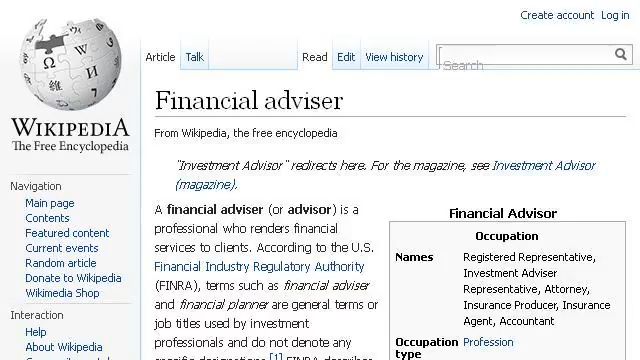 Create account Log in
Article Talk Read Edit View history Search
Financial adviser
WIKIPEDIA
The Free Encyclopedia
From Wikipedia, the free encyclopedia
"Investment Advisor" redirects here. For the magazine, see Investment Advisor
(magazine).
Navigation
Main page
Contents
Featured content
Current events
Random article
Donate to Wikipedia
Wikimedia Shop
Interaction
Help
About Wikipedia
A financial adviser (or advisor) is a
professional who renders financial
services to clients. According to the U.S.
Financial Industry Regulatory Authority
(FINRA), terms such as financial adviser
and financial planner are general terms or
job titles used by investment
professionals and do not denote any
Financial Advisor
Occupation
Names Registered Representative,
Investment Adviser
Representative, Attorney,
Insurance Producer, Insurance
Agent, Accountant
Occupation Profession
type